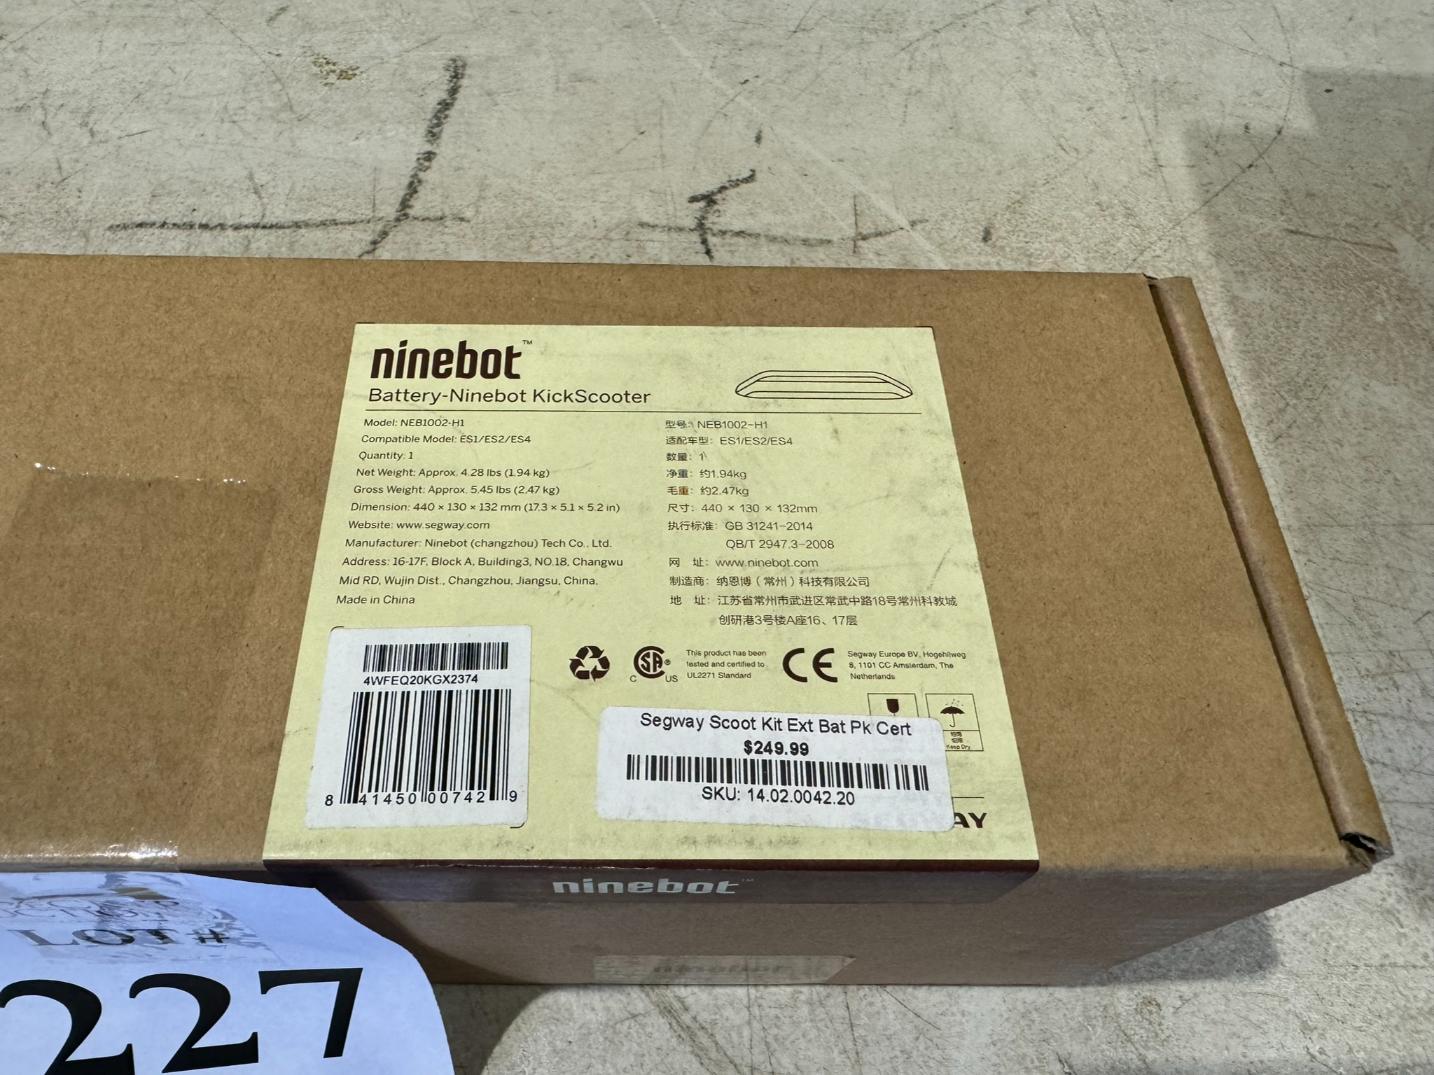 ninebot™
Battery-Ninebot KickScooter
Model: NEB1002-H1
Compatible Model: ES1/ES2/ES4
Quantity: 1
Net Weight: Approx. 4.28 lbs (1.94 kg)
Gross Weight: Approx. 5.45 lbs (2.47 kg)
Dimension: 440 × 130 × 132 mm (17.3 × 5.1 × 5.2 in)
Website: www.segway.com
Manufacturer: Ninebot (changzhou) Tech Co., Ltd.
Address: 16-17F, Block A, Building3, NO.18, Changwu
Mid RD, Wujin Dist., Changzhou, Jiangsu, China.
Made in China
型号: NEB1002-H1
适配车型: ES1/ES2/ES4
数量: 1
净重: 约1.94kg
毛重: 约2.47kg
尺寸: 440 × 130 × 132mm
执行标准: GB 31241-2014
QB/T 2947.3-2008
网 址: www.ninebot.com
制造商: 纳恩博（常州）科技有限公司
地 址: 江苏省常州市武进区常武中路18号常州科教城
创研港3号楼A座16、17层
4WFEQ20KGX2374
8 41450 00742 9
C SA US
This product has been
tested and certified to
UL2271 Standard
CE
Segway Europe BV, Hogehilweg
8, 1101 CC Amsterdam, The
Netherlands
Keep Dry
Segway Scoot Kit Ext Bat Pk Cert
$249.99
SKU: 14.02.0042.20
AY
ninebot™
LOT #
227